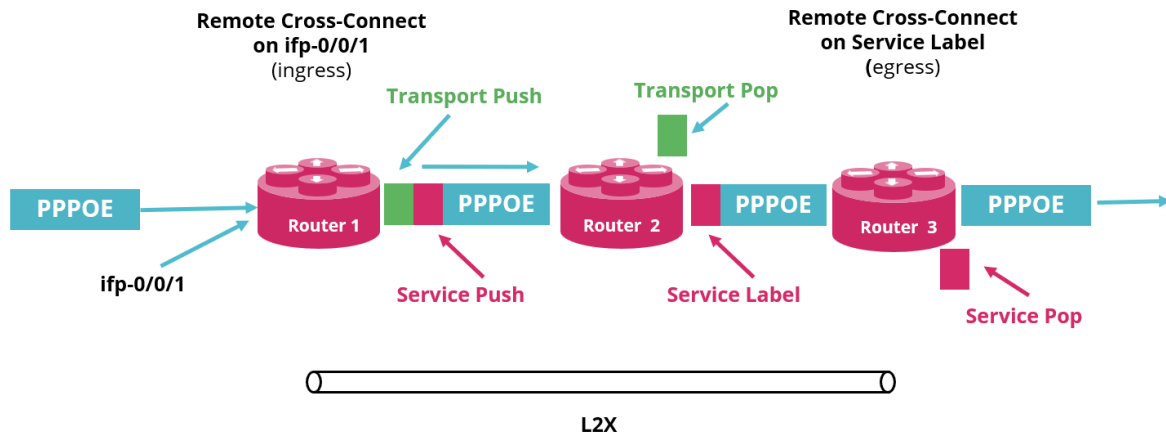 Remote Cross-Connect
on ifp-0/0/1
(ingress)
Remote Cross-Connect
on Service Label
(egress)
Transport Push
Transport Pop
PPPOE
Router 1
PPPOE
Router 2
PPPOE
Router 3
PPPOE
ifp-0/0/1
Service Push
Service Label
Service Pop
L2X